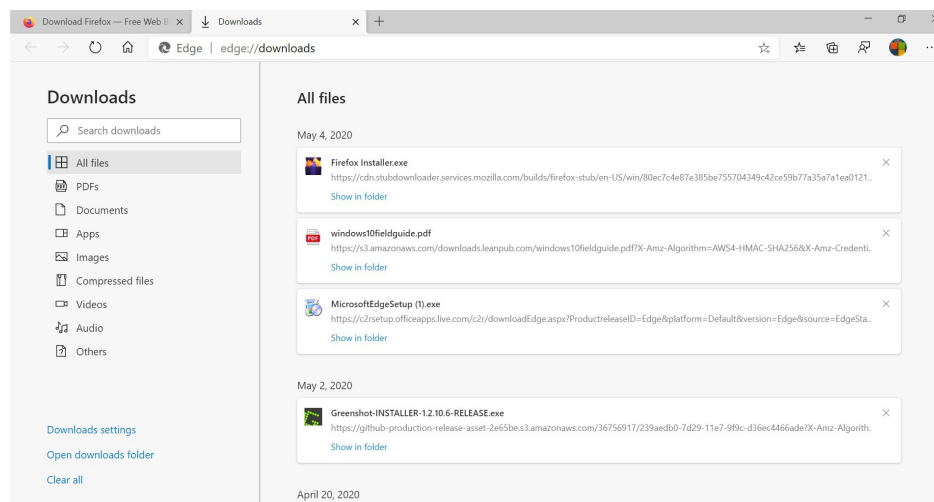 Download Firefox — Free Web B
Downloads
Edge | edge://downloads
Downloads
Search downloads
All files
PDFs
Documents
Apps
Images
Compressed files
Videos
Audio
Others
Downloads settings
Open downloads folder
Clear all
All files
May 4, 2020
Firefox Installer.exe
https://cdn.stubdownloader.services.mozilla.com/builds/firefox-stub/en-US/win/80ec7c4e87e385be755704349c42ce59b77a35a7a1ea0121..
Show in folder
PDF
windows10fieldguide.pdf
https://s3.amazonaws.com/downloads.leanpub.com/windows10fieldguide.pdf?X-Amz-Algorithm=AWS4-HMAC-SHA256&X-Amz-Credenti..
Show in folder
MicrosoftEdgeSetup (1).exe
https://c2rsetup.officeapps.live.com/c2r/downloadEdge.aspx?ProductreleaseID=Edge&platform=Default&version=Edge&source=EdgeSta..
Show in folder
May 2, 2020
Greenshot-INSTALLER-1.2.10.6-RELEASE.exe
https://github-production-release-asset-2e65be.s3.amazonaws.com/36756917/239aedb0-7d29-11e7-9f9c-d36ec4466ade?X-Amz-Algorith.
Show in folder
April 20, 2020